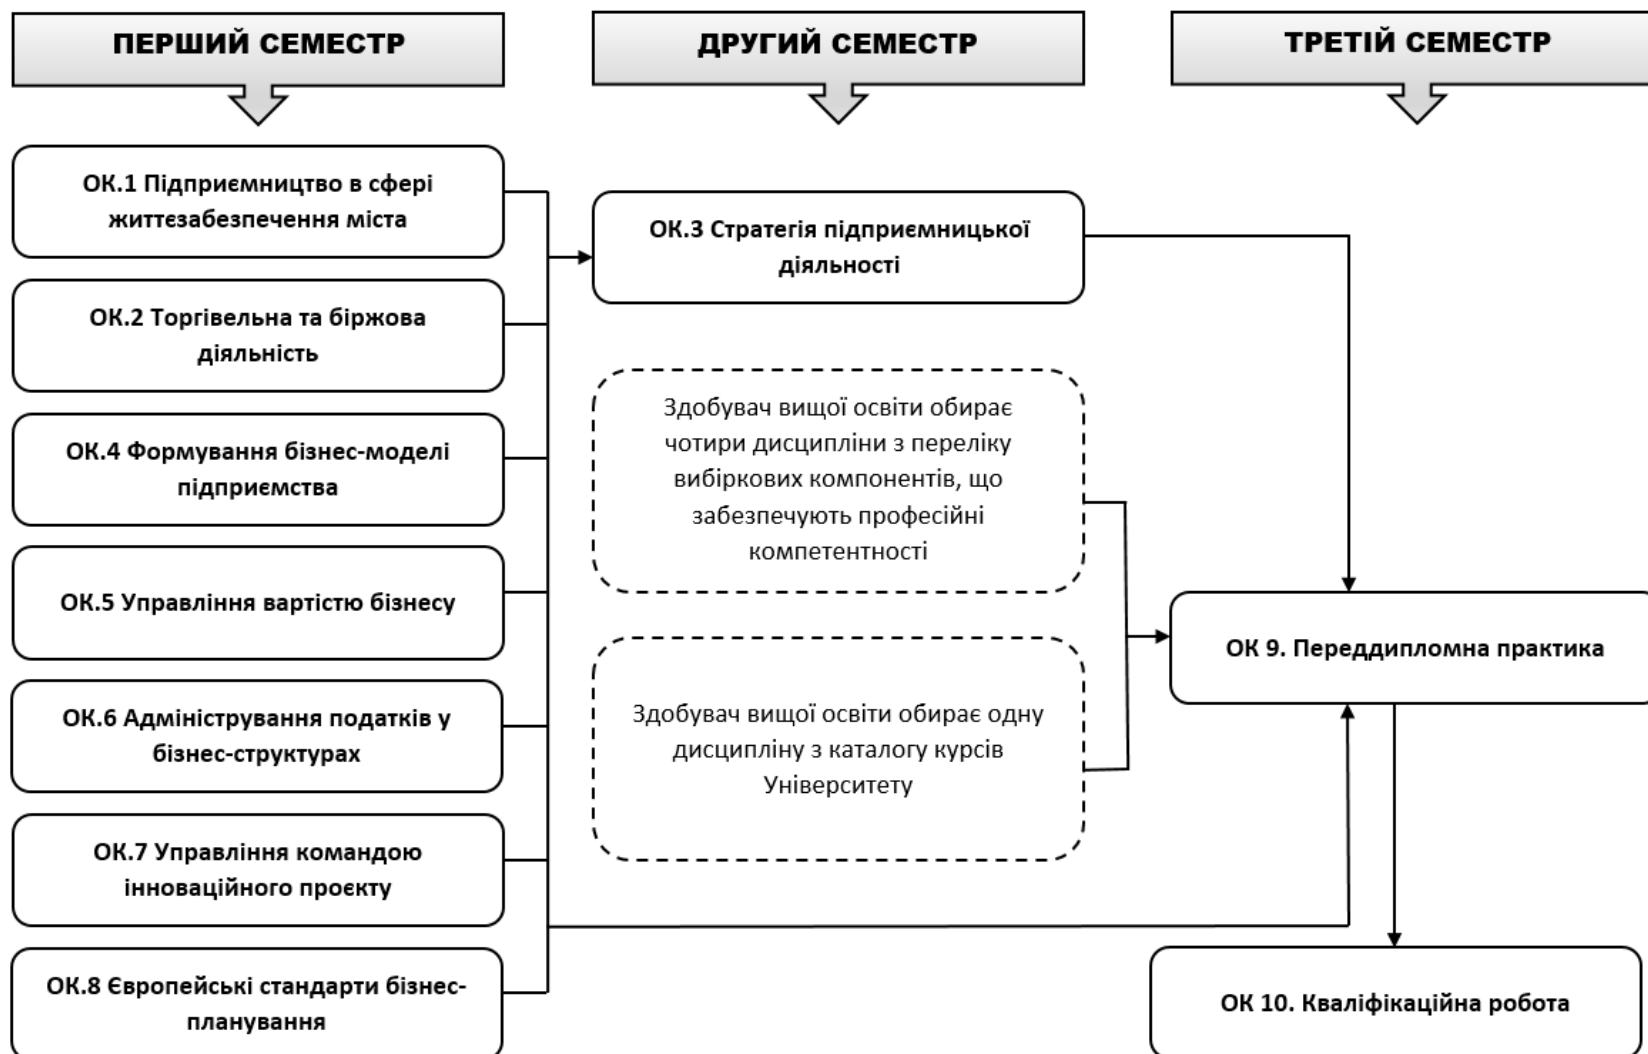 ПЕРШИЙ СЕМЕСТР
ДРУГИЙ СЕМЕСТР
ТРЕТІЙ СЕМЕСТР
ОК.1 Підприємництво в сфері
життєзабезпечення міста
ОК.2 Торгівельна та біржова
діяльність
ОК.4 Формування бізнес-моделі
підприємства
ОК.5 Управління вартістю бізнесу
ОК.6 Адміністрування податків у
бізнес-структурах
ОК.7 Управління командою
інноваційного проєкту
ОК.8 Європейські стандарти бізнес-
планування
ОК.3 Стратегія підприємницької
діяльності
Здобувач вищої освіти обирає
чотири дисципліни з переліку
вибіркових компонентів, що
забезпечують професійні
компетентності
Здобувач вищої освіти обирає одну
дисципліну з каталогу курсів
Університету
ОК 9. Переддипломна практика
ОК 10. Кваліфікаційна робота